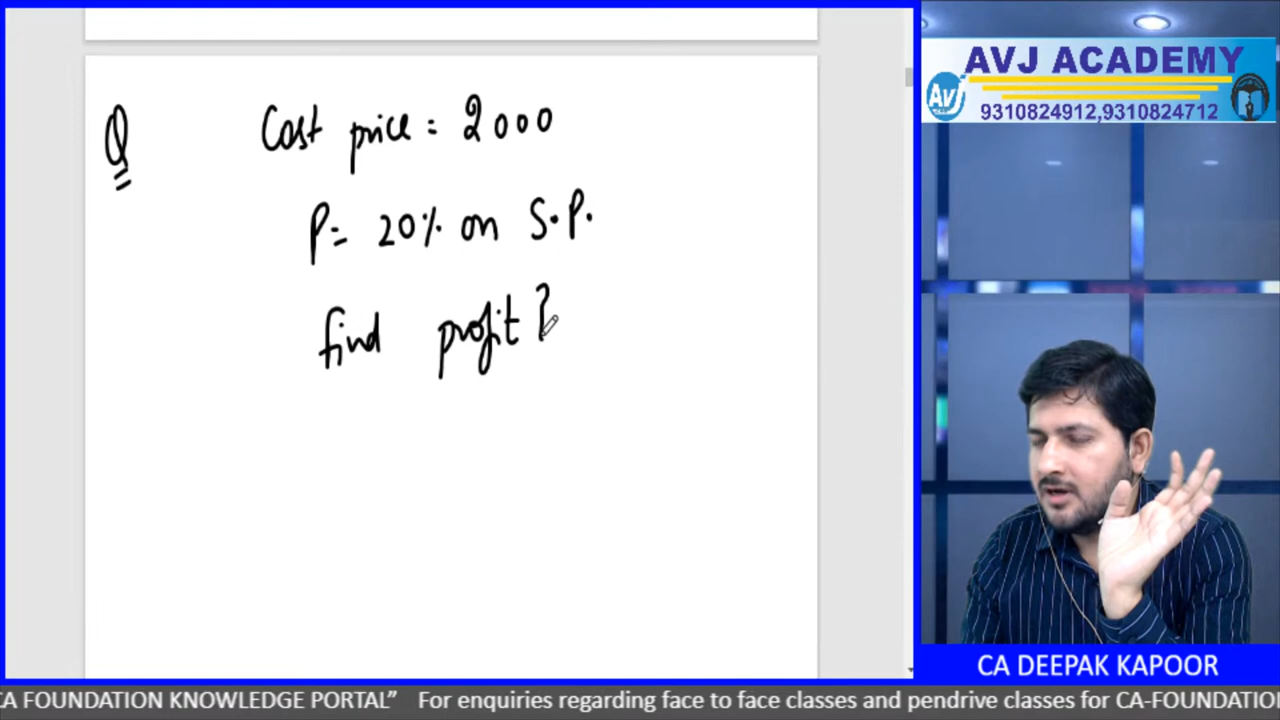 Q Cost price = 2000
P = 20% on S.P.
find profit ?
AVJ ACADEMY
AV
9310824912,9310824712
CA DEEPAK KAPOOR
CA FOUNDATION KNOWLEDGE PORTAL” For enquiries regarding face to face classes and pendrive classes for CA-FOUNDATIO